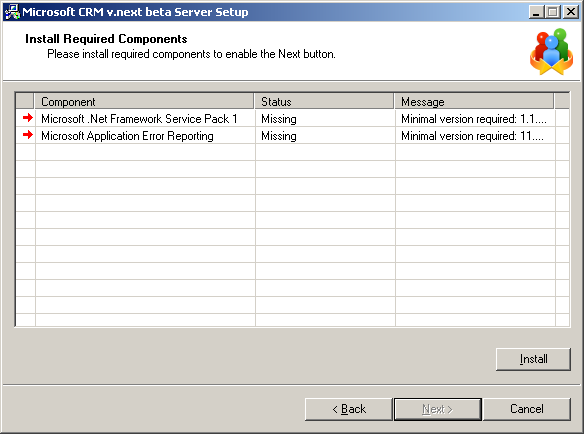 Microsoft CRM v.next beta Server Setup
Install Required Components
Please install required components to enable the Next button.
Component Status Message
Microsoft .Net Framework Service Pack 1 Missing Minimal version required: 1.1....
Microsoft Application Error Reporting Missing Minimal version required: 11....
Install
< Back Next > Cancel